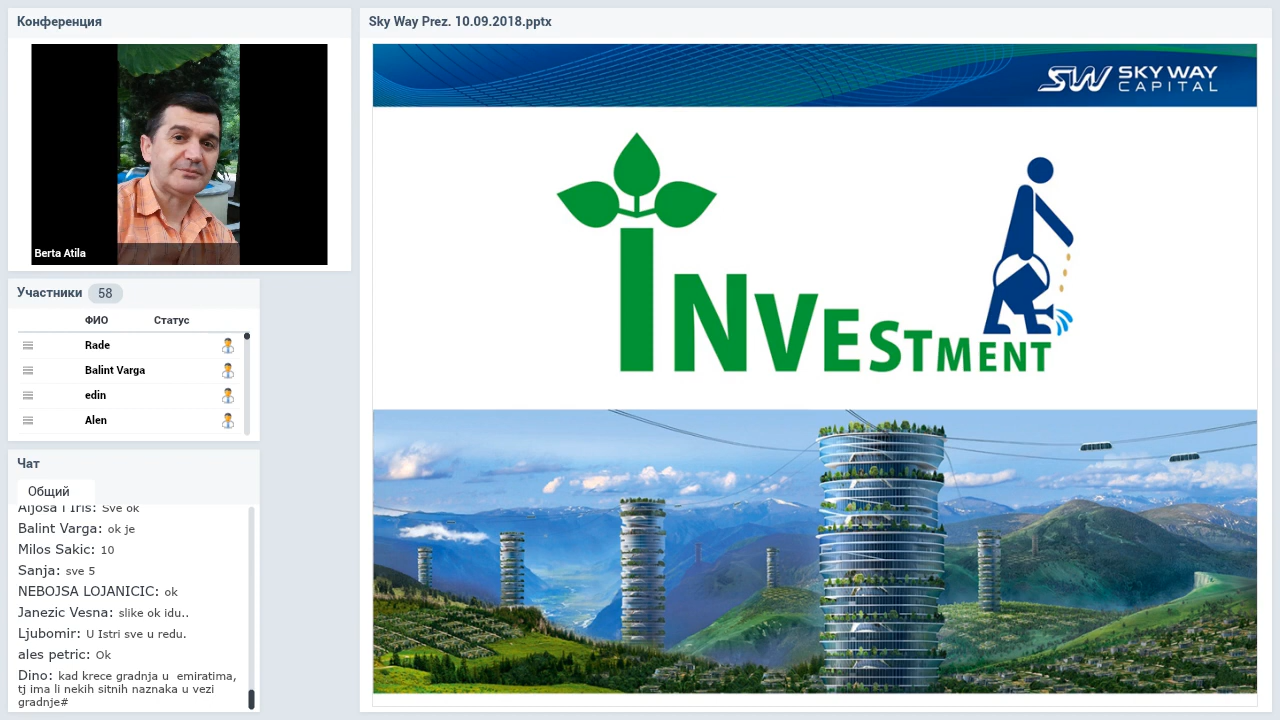 Конференция
Berta Atila
Участники 58
ФИО Статус
Rade
Balint Varga
edin
Alen
Чат
Общий
Aljosa i Iris: Sve ok
Balint Varga: ok je
Milos Sakic: 10
Sanja: sve 5
NEBOJSA LOJANICIC: ok
Janezic Vesna: slike ok idu..
Ljubomir: U Istri sve u redu.
ales petric: Ok
Dino: kad krece gradnja u emiratima,
tj ima li nekih sitnih naznaka u vezi
gradnje#
Sky Way Prez. 10.09.2018.pptx
SW SKY WAY
CAPITAL
INVESTMENT